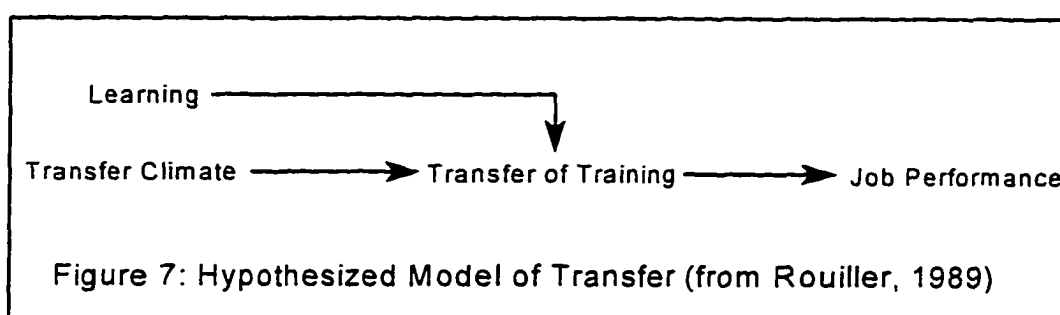 Learning
Transfer Climate Transfer of Training Job Performance
Figure 7: Hypothesized Model of Transfer (from Rouiller, 1989)